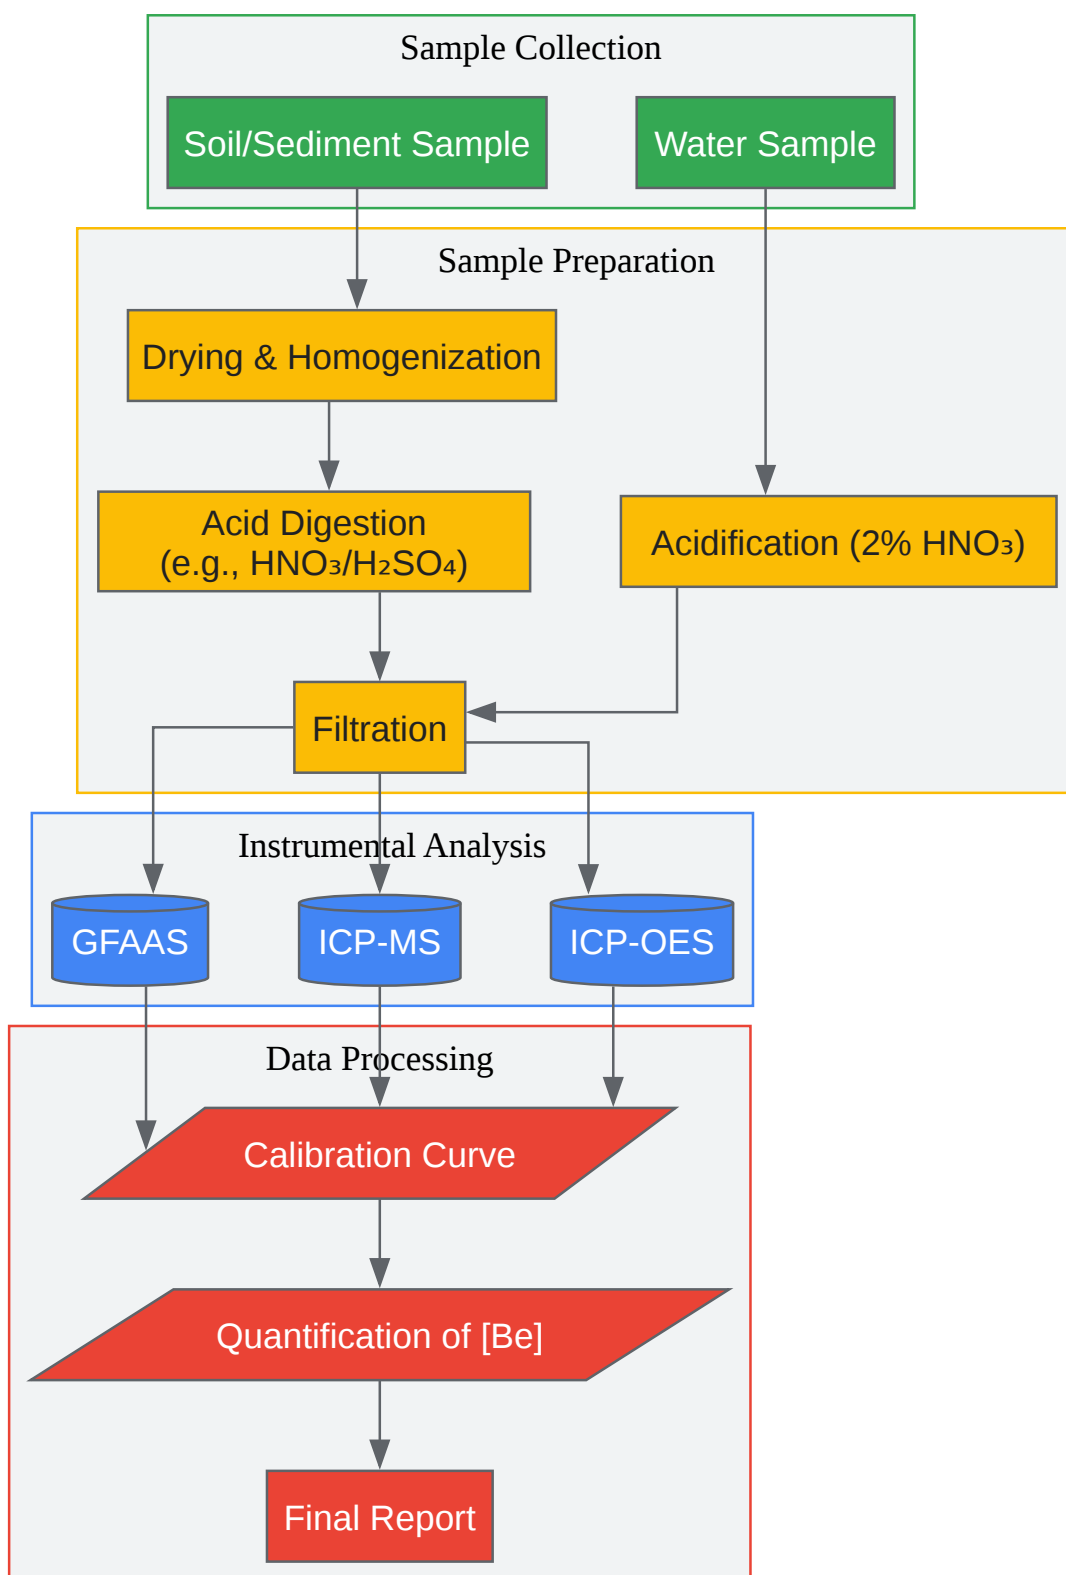 Sample Collection
Soil/Sediment Sample
Water Sample
Sample Preparation
Drying & Homogenization
Acid Digestion
(e.g., HNO₃/H₂SO₄)
Acidification (2% HNO₃)
Filtration
Instrumental Analysis
GFAAS
ICP-MS
ICP-OES
Data Processing
Calibration Curve
Quantification of [Be]
Final Report